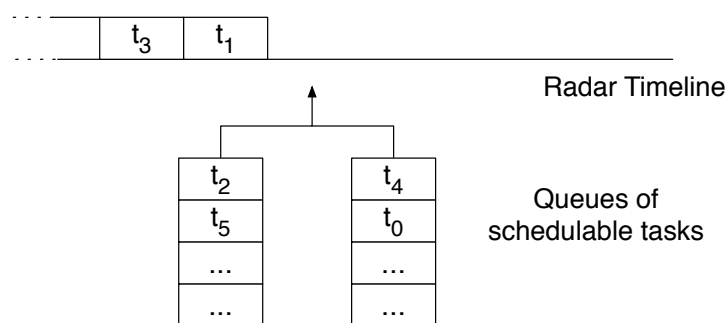 t₃ t₁
Radar Timeline
t₂ t₄
t₅ t₀
... ...
... ...
Queues of
schedulable tasks